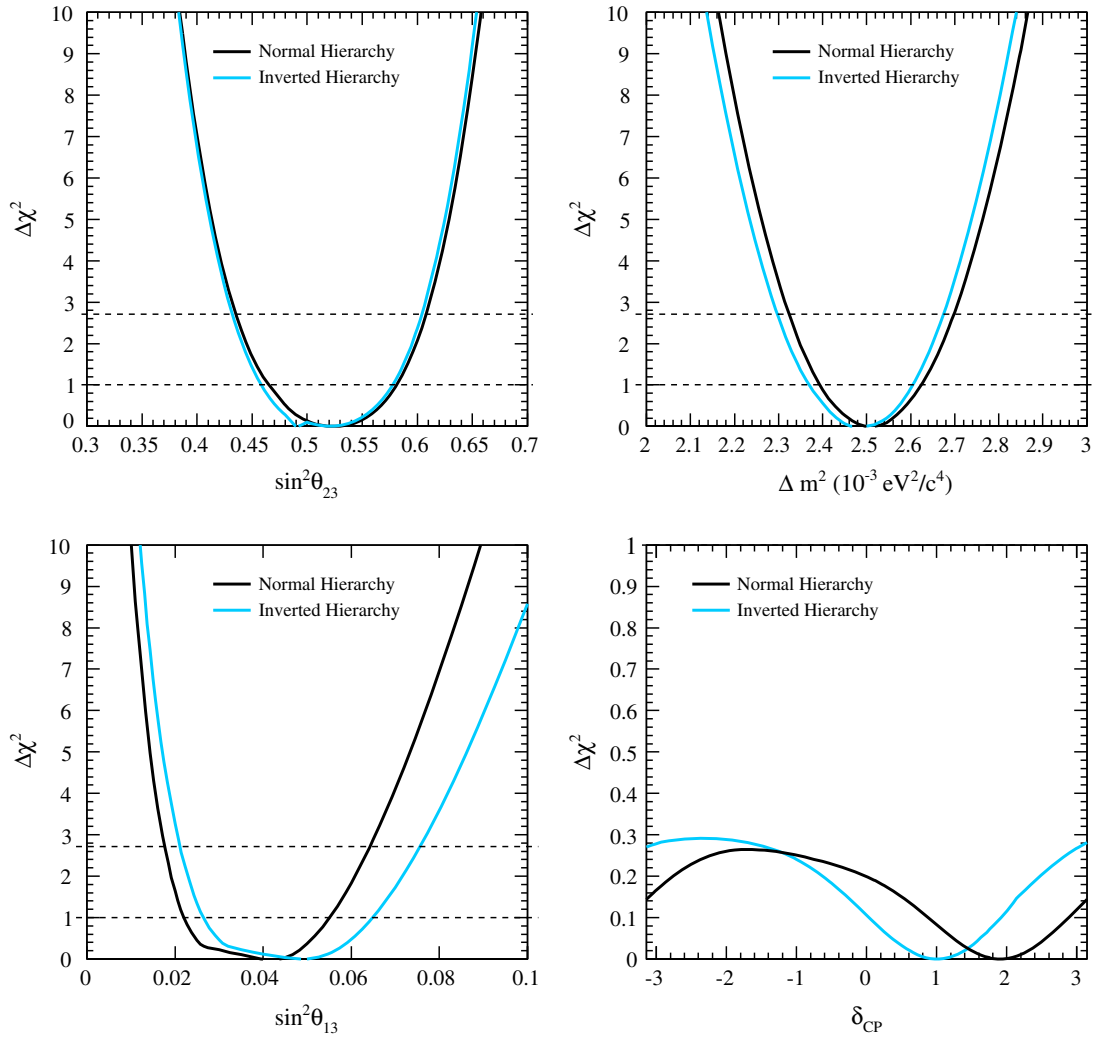 10
9
8
7
6
5
4
3
2
1
0
Δχ²
Normal Hierarchy
Inverted Hierarchy
0.3 0.35 0.4 0.45 0.5 0.55 0.6 0.65 0.7
sin²θ₂₃
10
9
8
7
6
5
4
3
2
1
0
Δχ²
Normal Hierarchy
Inverted Hierarchy
2 2.1 2.2 2.3 2.4 2.5 2.6 2.7 2.8 2.9 3
Δ m² (10⁻³ eV²/c⁴)
10
9
8
7
6
5
4
3
2
1
0
Δχ²
Normal Hierarchy
Inverted Hierarchy
0 0.02 0.04 0.06 0.08 0.1
sin²θ₁₃
1
0.9
0.8
0.7
0.6
0.5
0.4
0.3
0.2
0.1
0
Δχ²
Normal Hierarchy
Inverted Hierarchy
-3 -2 -1 0 1 2 3
δ_CP